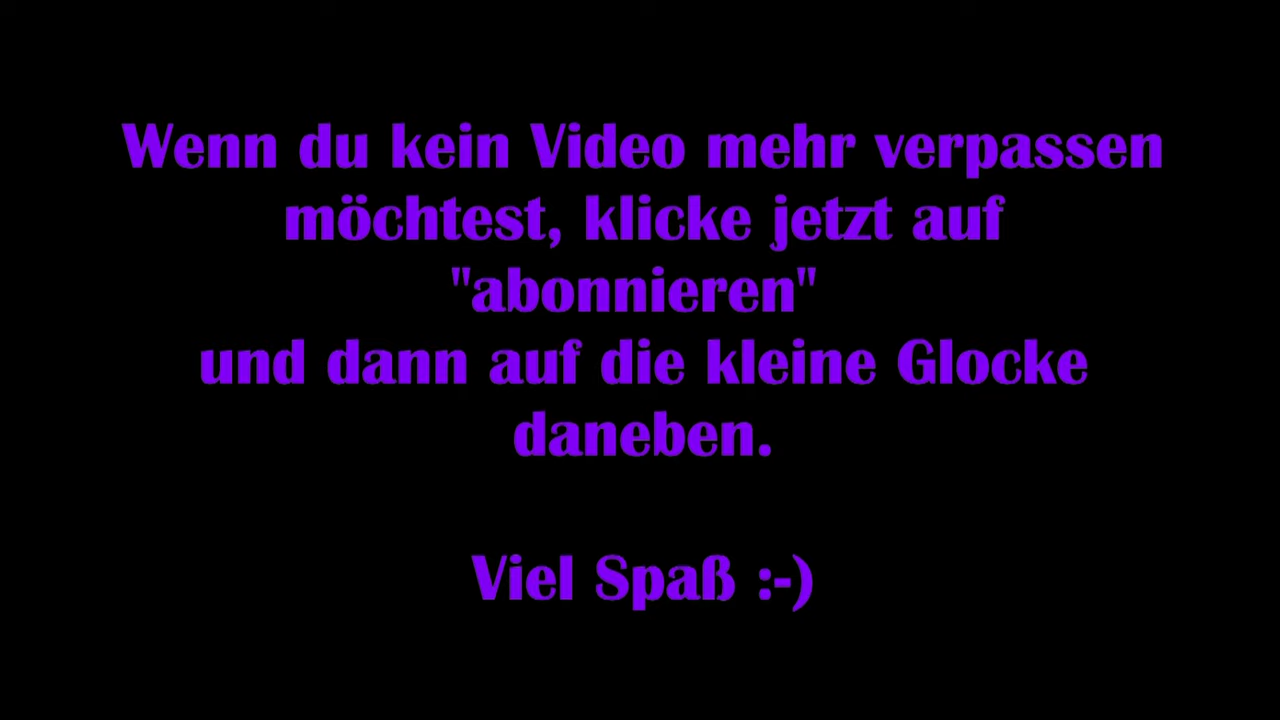 Wenn du kein Video mehr verpassen
möchtest, klicke jetzt auf
"abonnieren"
und dann auf die kleine Glocke
daneben.
Viel Spaß :-)